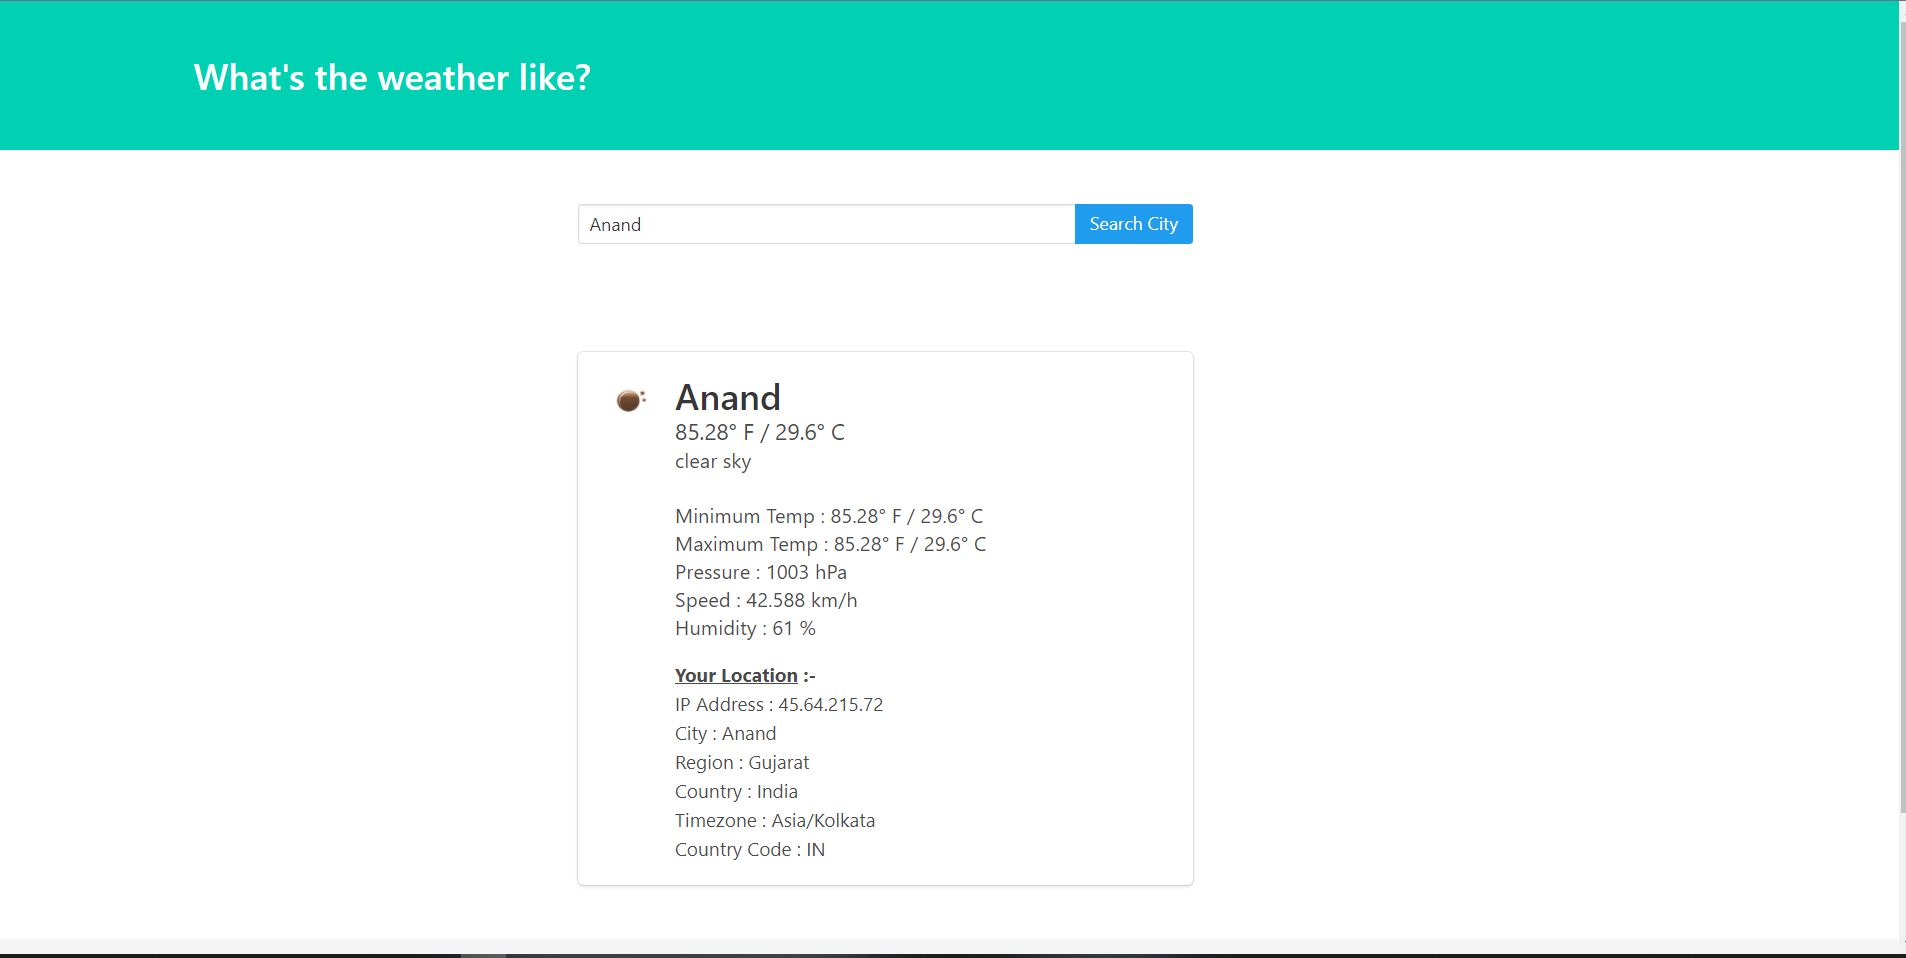 What's the weather like?
Anand
Search City
Anand
85.28° F / 29.6° C
clear sky
Minimum Temp : 85.28° F / 29.6° C
Maximum Temp : 85.28° F / 29.6° C
Pressure : 1003 hPa
Speed : 42.588 km/h
Humidity : 61 %
Your Location :-
IP Address : 45.64.215.72
City : Anand
Region : Gujarat
Country : India
Timezone : Asia/Kolkata
Country Code : IN